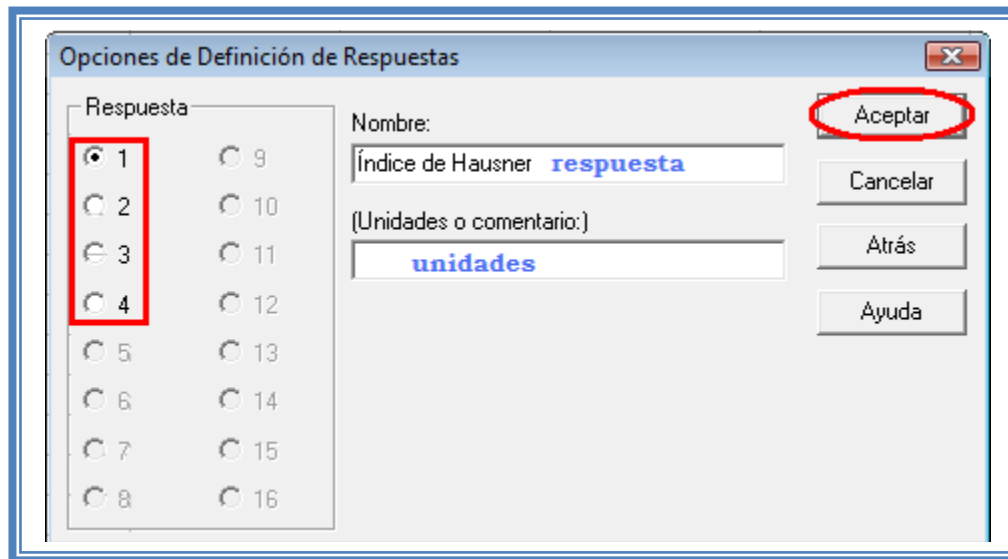 Opciones de Definición de Respuestas
Respuesta
1 9
2 10
3 11
4 12
5 13
6 14
7 15
8 16
Nombre:
Índice de Hausner respuesta
(Unidades o comentario:)
unidades
Aceptar
Cancelar
Atrás
Ayuda